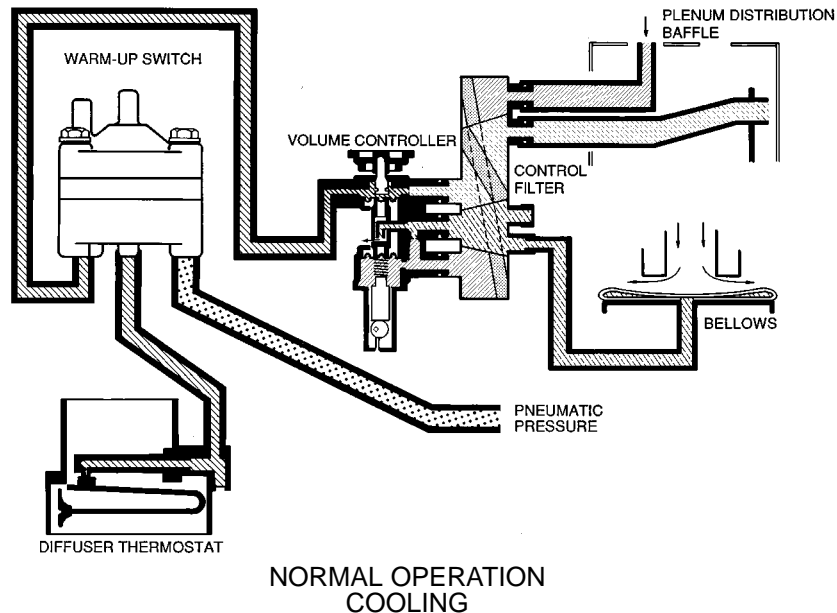 PLENUM DISTRIBUTION
BAFFLE
WARM-UP SWITCH
VOLUME CONTROLLER
CONTROL
FILTER
BELLOWS
PNEUMATIC
PRESSURE
DIFFUSER THERMOSTAT
NORMAL OPERATION
COOLING